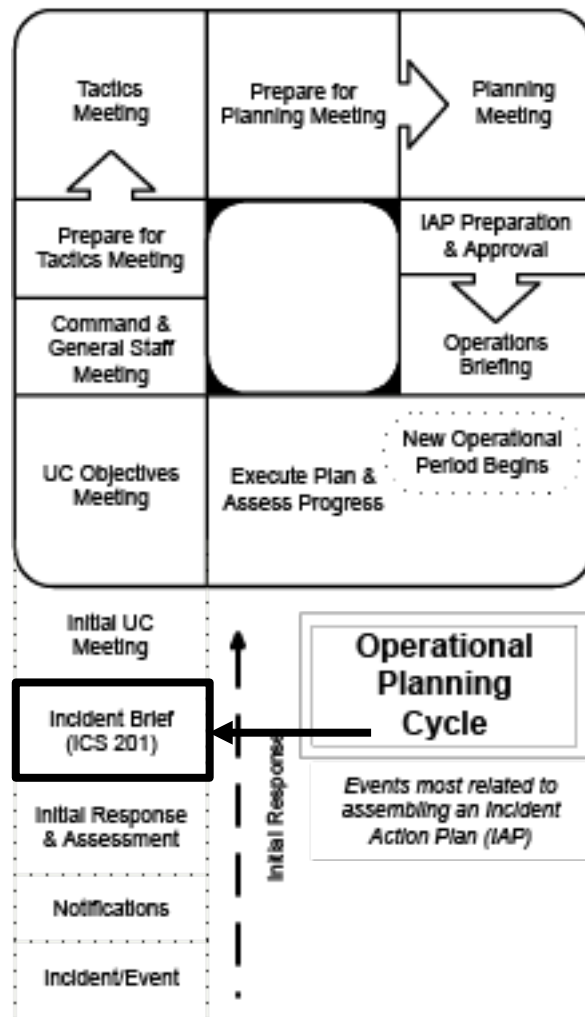 Tactics
Meeting
Prepare for
Planning Meeting
Planning
Meeting
Prepare for
Tactics Meeting
IAP Preparation
& Approval
Command &
General Staff
Meeting
Operations
Briefing
UC Objectives
Meeting
Execute Plan &
Assess Progress
New Operational
Period Begins
Initial UC
Meeting
Operational
Planning
Cycle
Incident Brief
(ICS 201)
Initial Response
Events most related to
assembling an Incident
Action Plan (IAP)
Initial Response
& Assessment
Notifications
Incident/Event